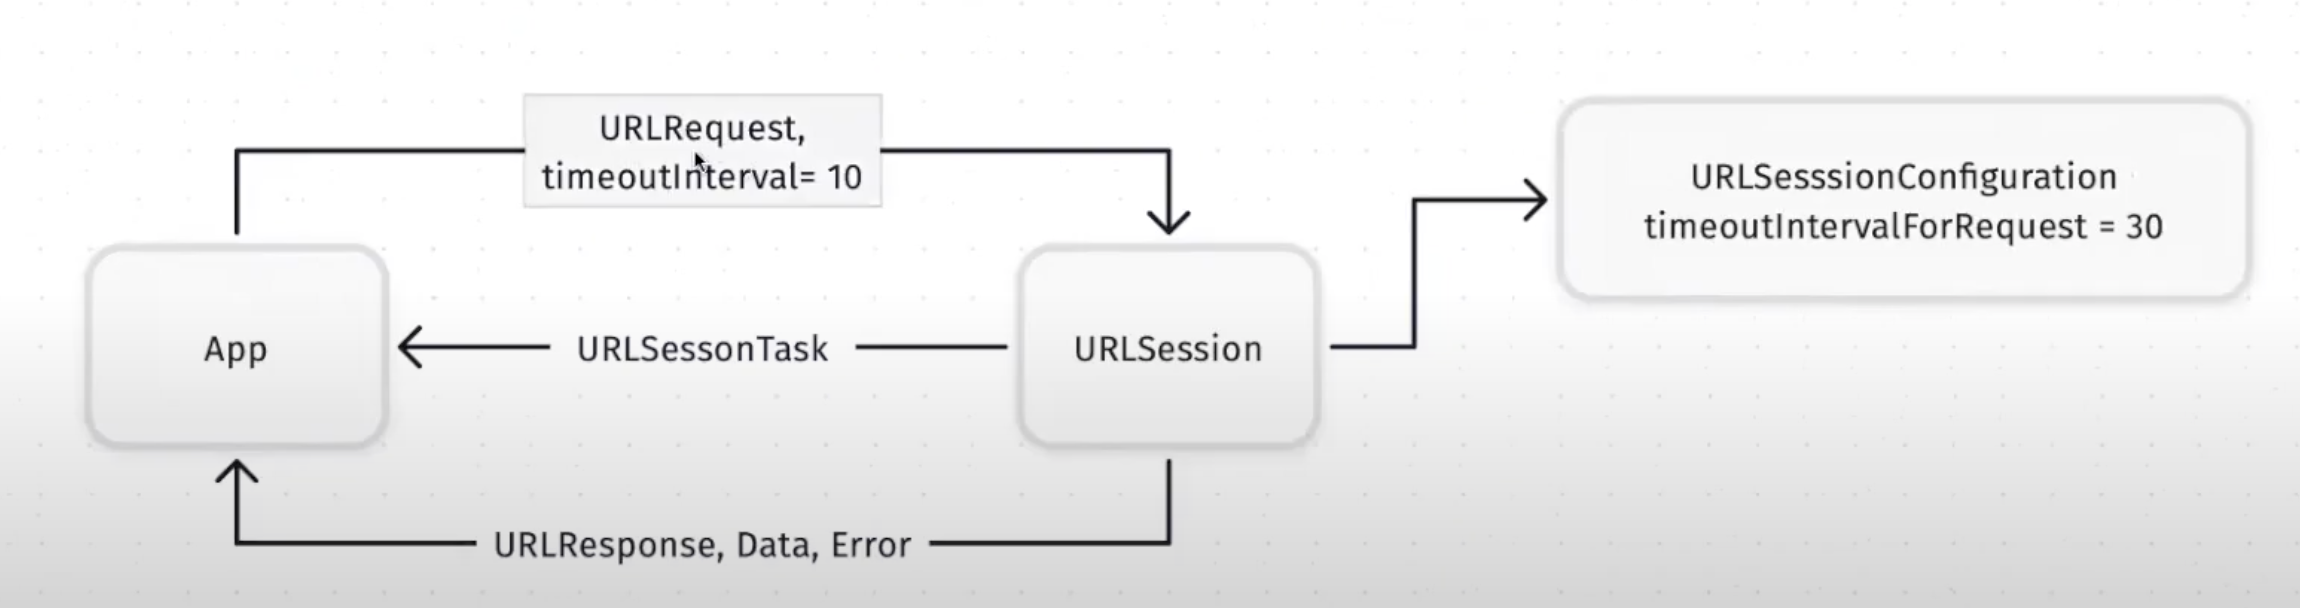 URLRequest,
timeoutInterval= 10
URLSesssionConfiguration
timeoutIntervalForRequest = 30
App
URLSessonTask
URLSession
URLResponse, Data, Error